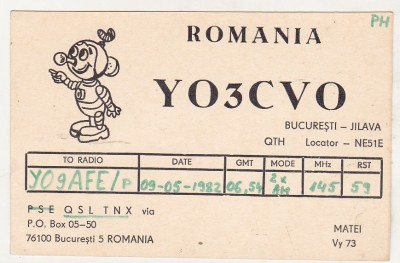 PH
ROMANIA
YO3CVO
BUCUREȘTI – JILAVA
QTH Locator – NE51E
TO RADIO DATE GMT MODE MHz RST
YO9AFE/P 09-05-1982 06,54 2x AM 145 59
PSE QSL TNX via
P.O. Box 05–50
76100 București 5 ROMANIA
MATEI
Vy 73